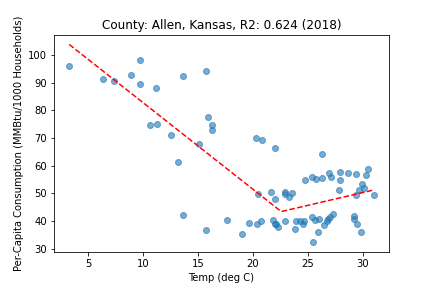 County: Allen, Kansas, R2: 0.624 (2018)
Per-Capita Consumption (MMBtu/1000 Households)
100
90
80
70
60
50
40
30
5 10 15 20 25 30
Temp (deg C)